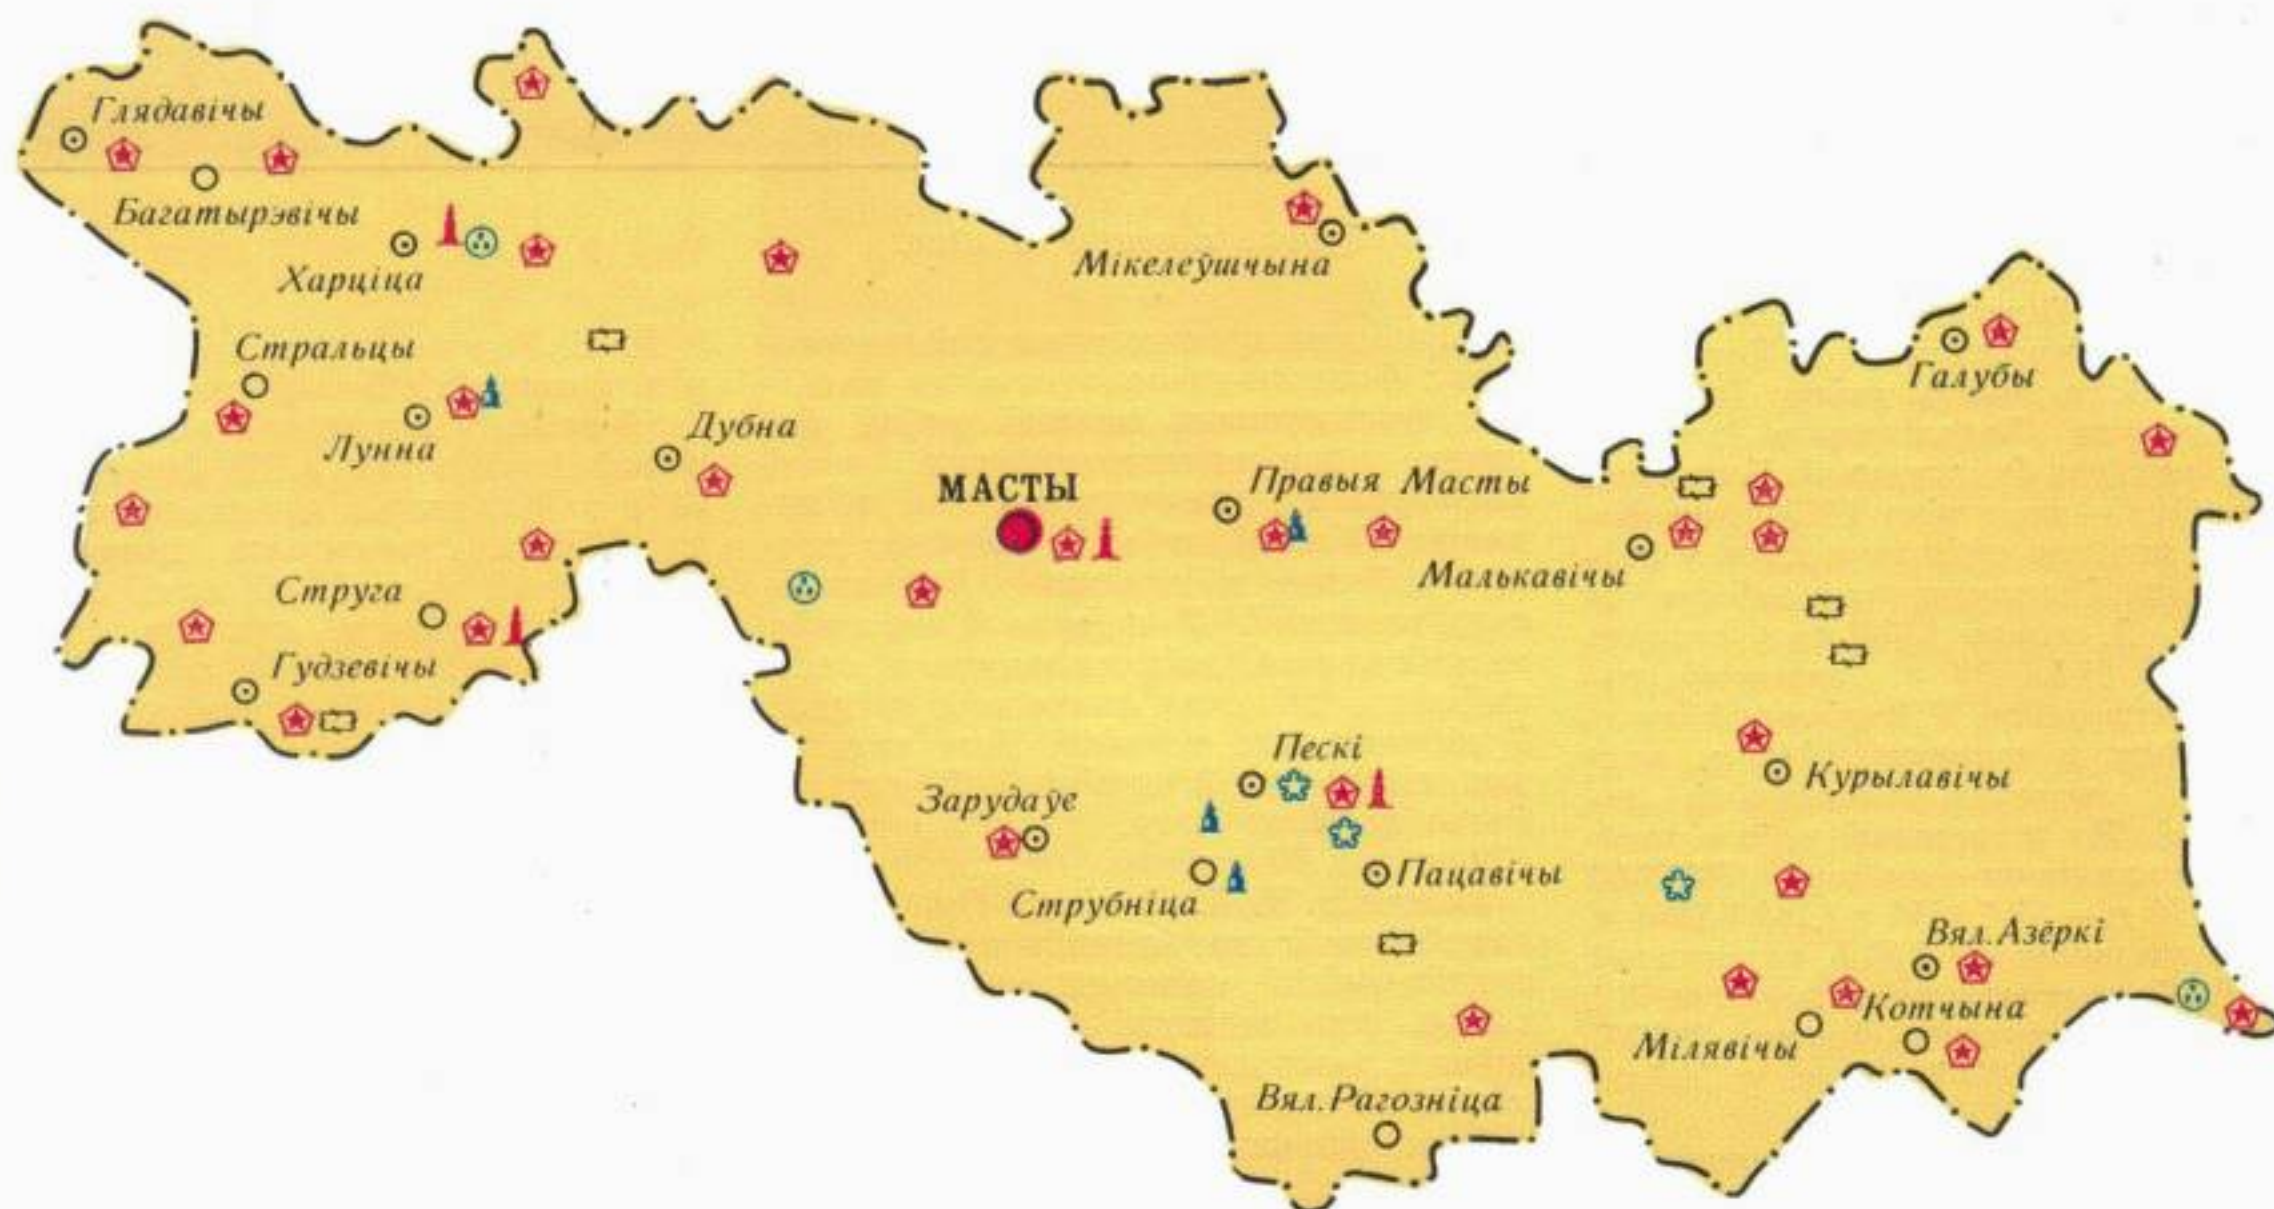 Глядавічы
Багатырэвічы
Харціца
Мікелеўшчына
Стральцы
Галубы
Лунна
Дубна
МАСТЫ
Правыя Масты
Малькавічы
Струга
Гудзевічы
Пескі
Курылавічы
Зарудаўе
Пацавічы
Струбніца
Вял. Азёркі
Котчына
Мілявічы
Вял. Рагозніца